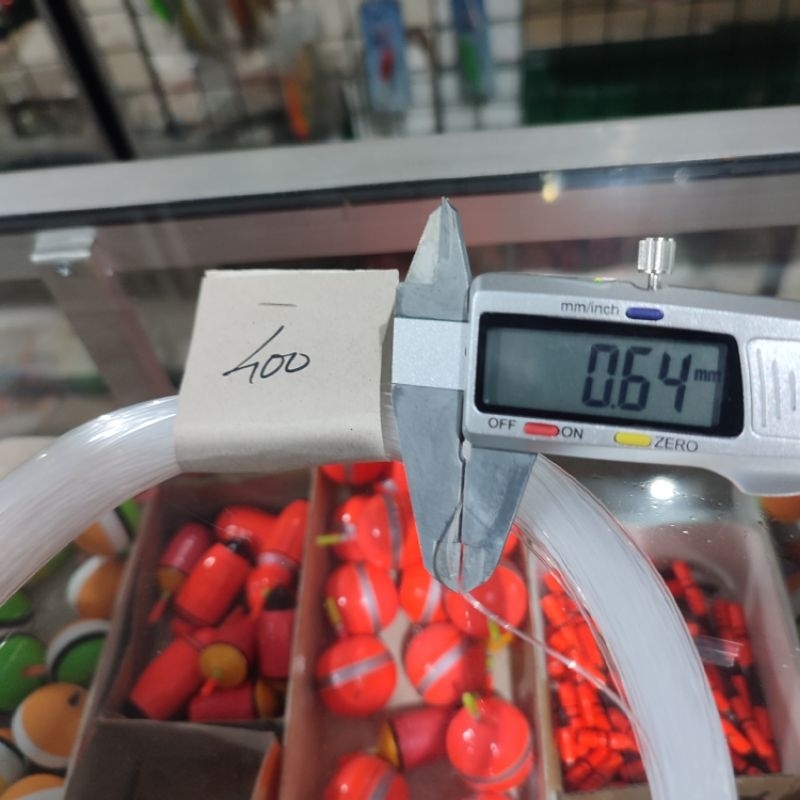 400
mm/inch
0.64 mm
OFF ON
ZERO